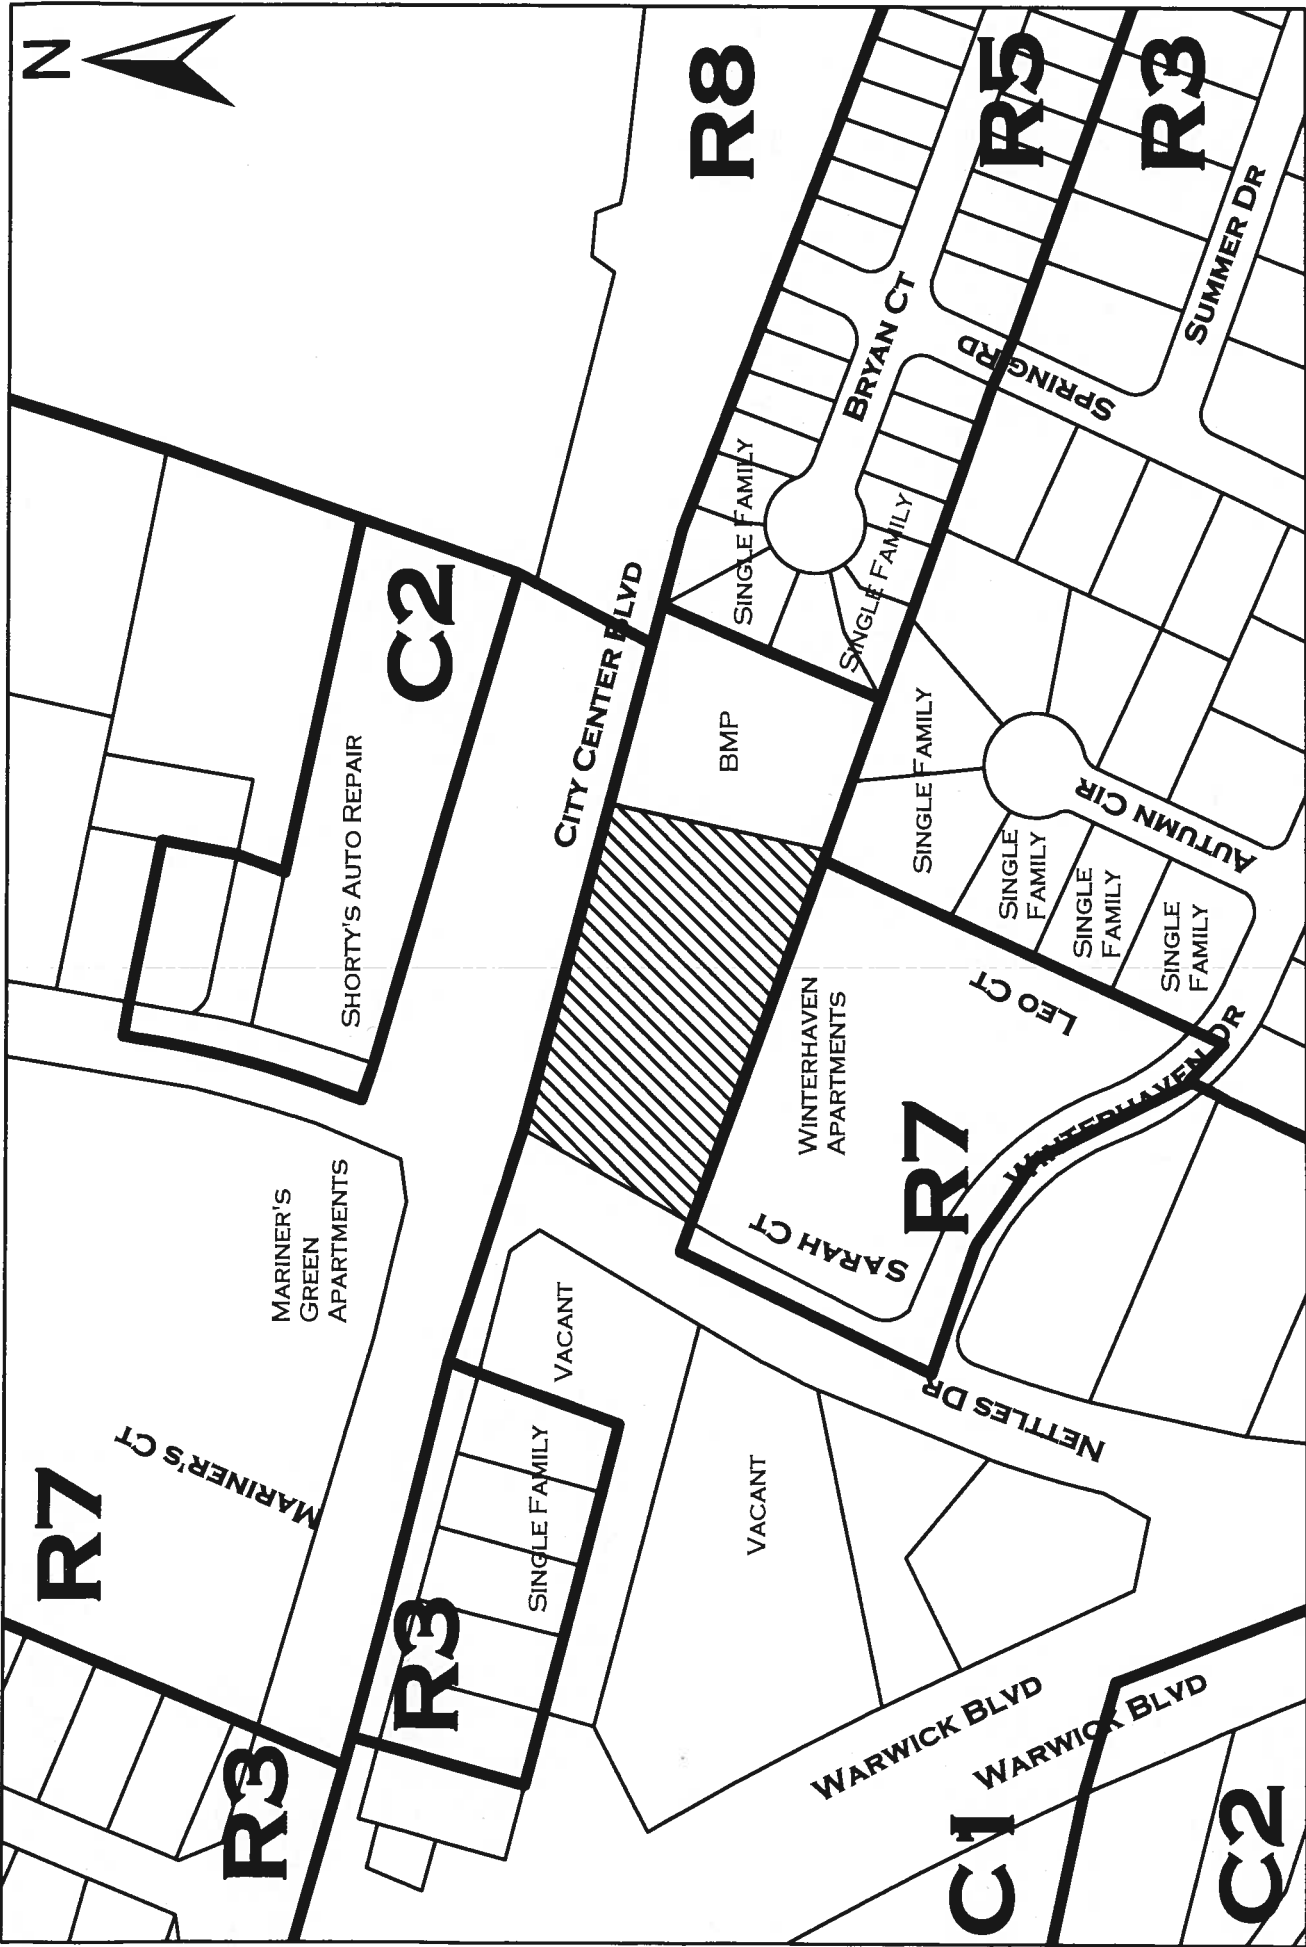 N
R7
MARINER'S CT
MARINER'S
GREEN
APARTMENTS
SHORTY'S AUTO REPAIR
C2
R8
R3
R3
SINGLE FAMILY
VACANT
VACANT
CITY CENTER BLVD
BMP
SINGLE FAMILY
SINGLE FAMILY
BRYAN CT
R5
R3
SPRING RD
SUMMER DR
WINTERHAVEN
APARTMENTS
R7
SARAH CT
LEO CT
WINTERHAVEN DR
SINGLE FAMILY
SINGLE
FAMILY
SINGLE
FAMILY
SINGLE
FAMILY
AUTUMN CIR
NETTLES DR
WARWICK BLVD
WARWICK BLVD
C1
C2